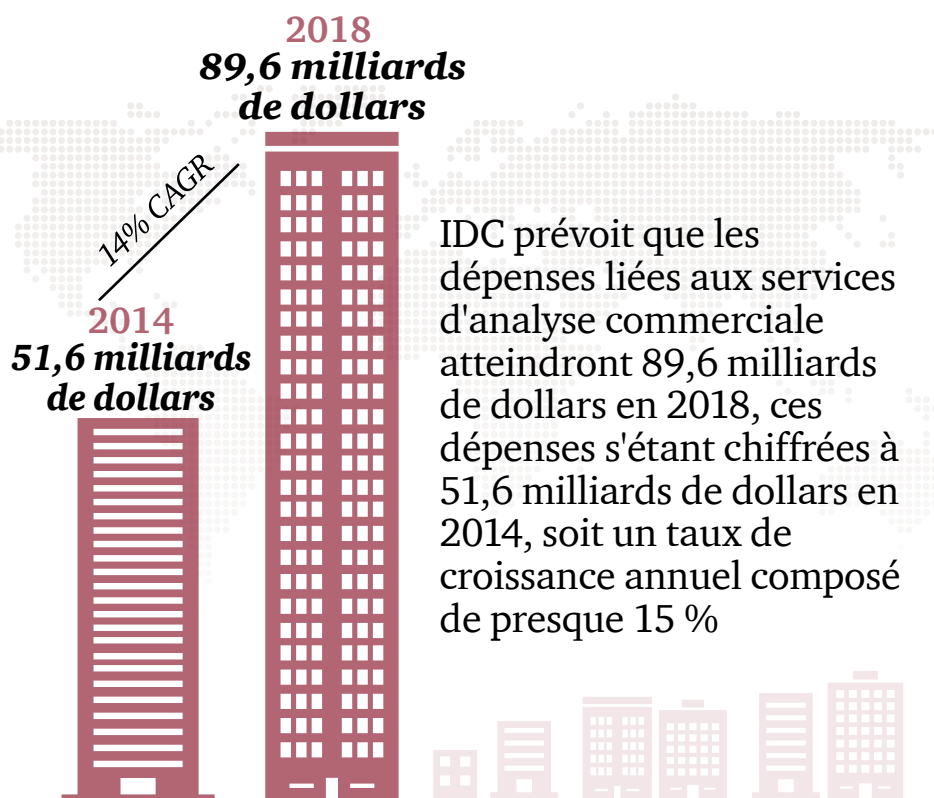 2018
89,6 milliards
de dollars
14% CAGR
2014
51,6 milliards
de dollars
IDC prévoit que les
dépenses liées aux services
d'analyse commerciale
atteindront 89,6 milliards
de dollars en 2018, ces
dépenses s'étant chiffrées à
51,6 milliards de dollars en
2014, soit un taux de
croissance annuel composé
de presque 15 %